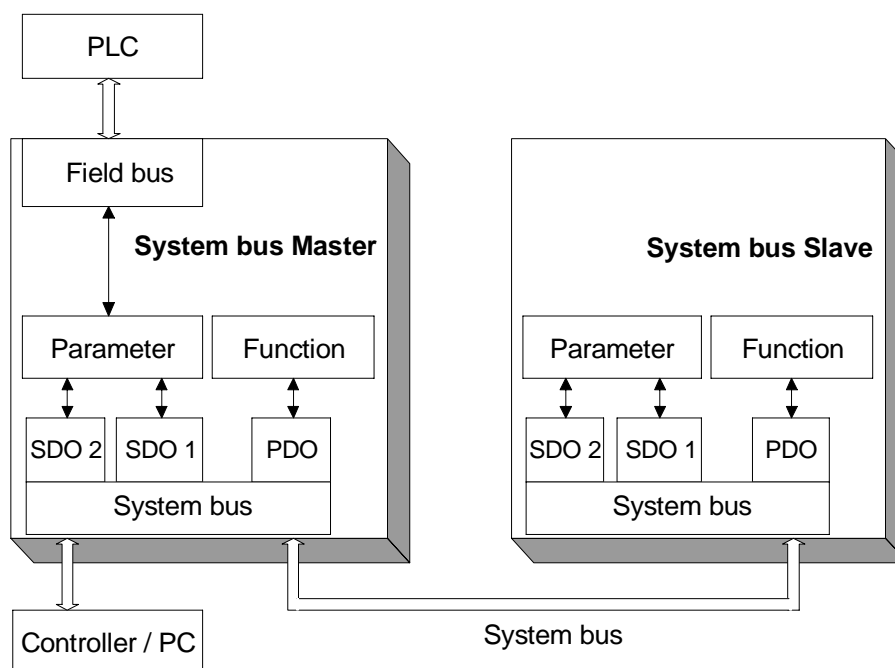 PLC
Field bus
System bus Master
Parameter
Function
SDO 2
SDO 1
PDO
System bus
Controller / PC
System bus Slave
Parameter
Function
SDO 2
SDO 1
PDO
System bus
System bus